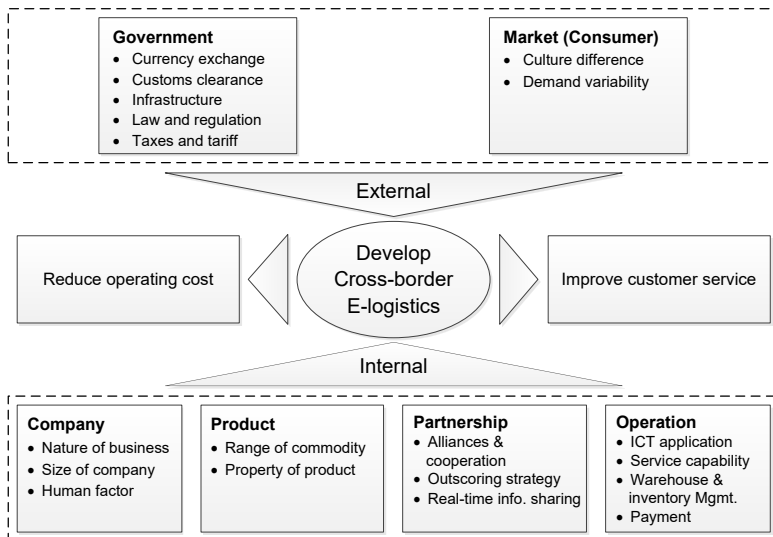 Government
• Currency exchange
• Customs clearance
• Infrastructure
• Law and regulation
• Taxes and tariff
Market (Consumer)
• Culture difference
• Demand variability
External
Reduce operating cost
Develop
Cross-border
E-logistics
Improve customer service
Internal
Company
• Nature of business
• Size of company
• Human factor
Product
• Range of commodity
• Property of product
Partnership
• Alliances &
cooperation
• Outscoring strategy
• Real-time info. sharing
Operation
• ICT application
• Service capability
• Warehouse &
inventory Mgmt.
• Payment